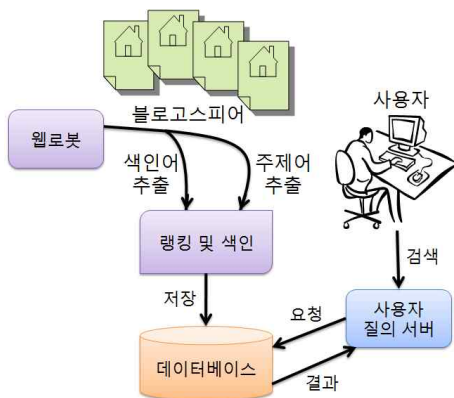 블로고스피어
사용자
웹로봇
색인어
추출
주제어
추출
랭킹 및 색인
검색
저장
요청
사용자
질의 서버
데이터베이스
결과